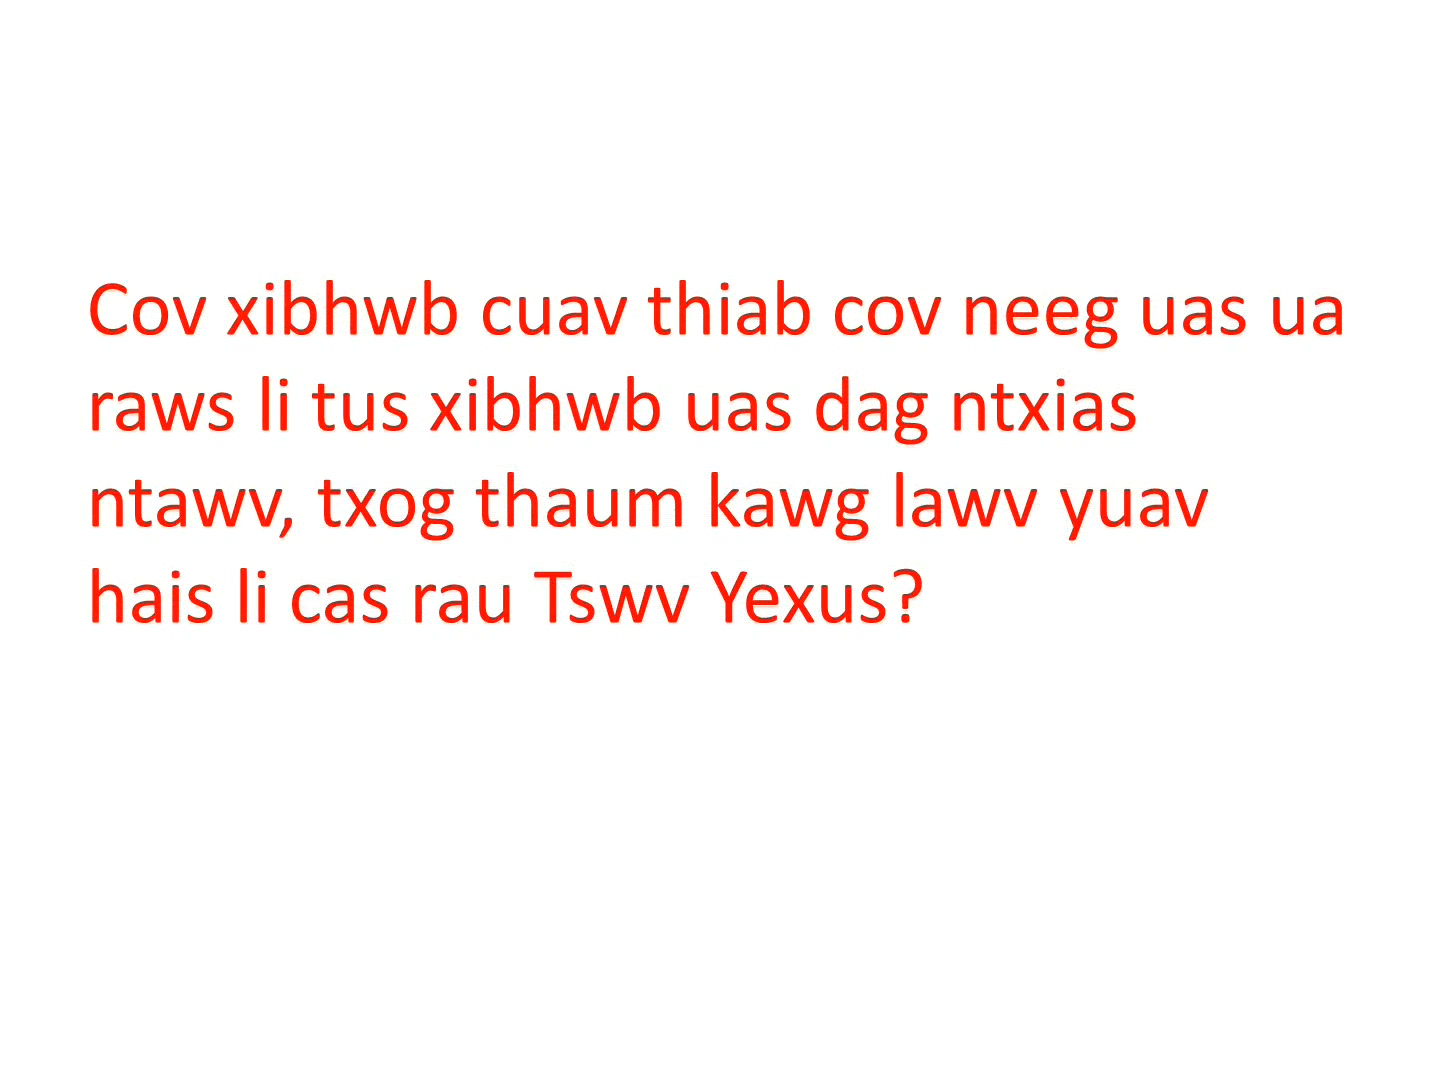 Cov xibhwb cuav thiab cov neeg uas ua
raws li tus xibhwb uas dag ntxias
ntawv, txog thaum kawg lawv yuav
hais li cas rau Tswv Yexus?